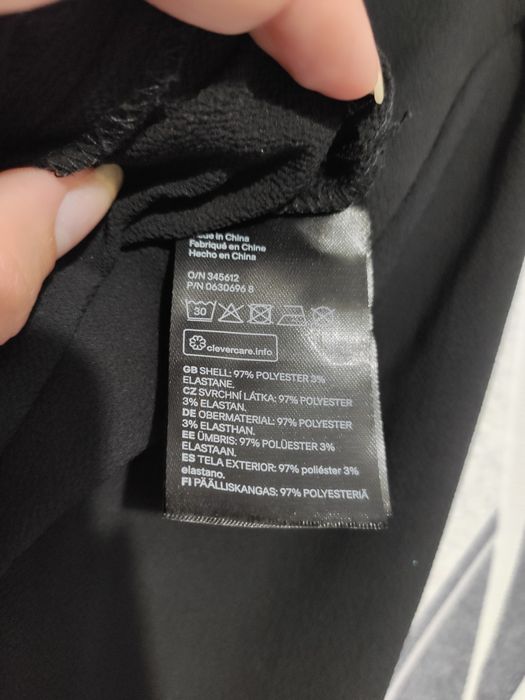 in China
Fabriqué en Chine
Hecho en China
O/N 345612
P/N 0630696 8
30
clevercare.info
GB SHELL: 97% POLYESTER 3%
ELASTANE.
CZ SVRCHNÍ LÁTKA: 97% POLYESTER
3% ELASTAN.
DE OBERMATERIAL: 97% POLYESTER
3% ELASTHAN.
EE ÜMBRIS: 97% POLÜESTER 3%
ELASTAAN.
ES TELA EXTERIOR: 97% poliéster 3%
elastano.
FI PÄÄLLISKANGAS: 97% POLYESTERIÄ